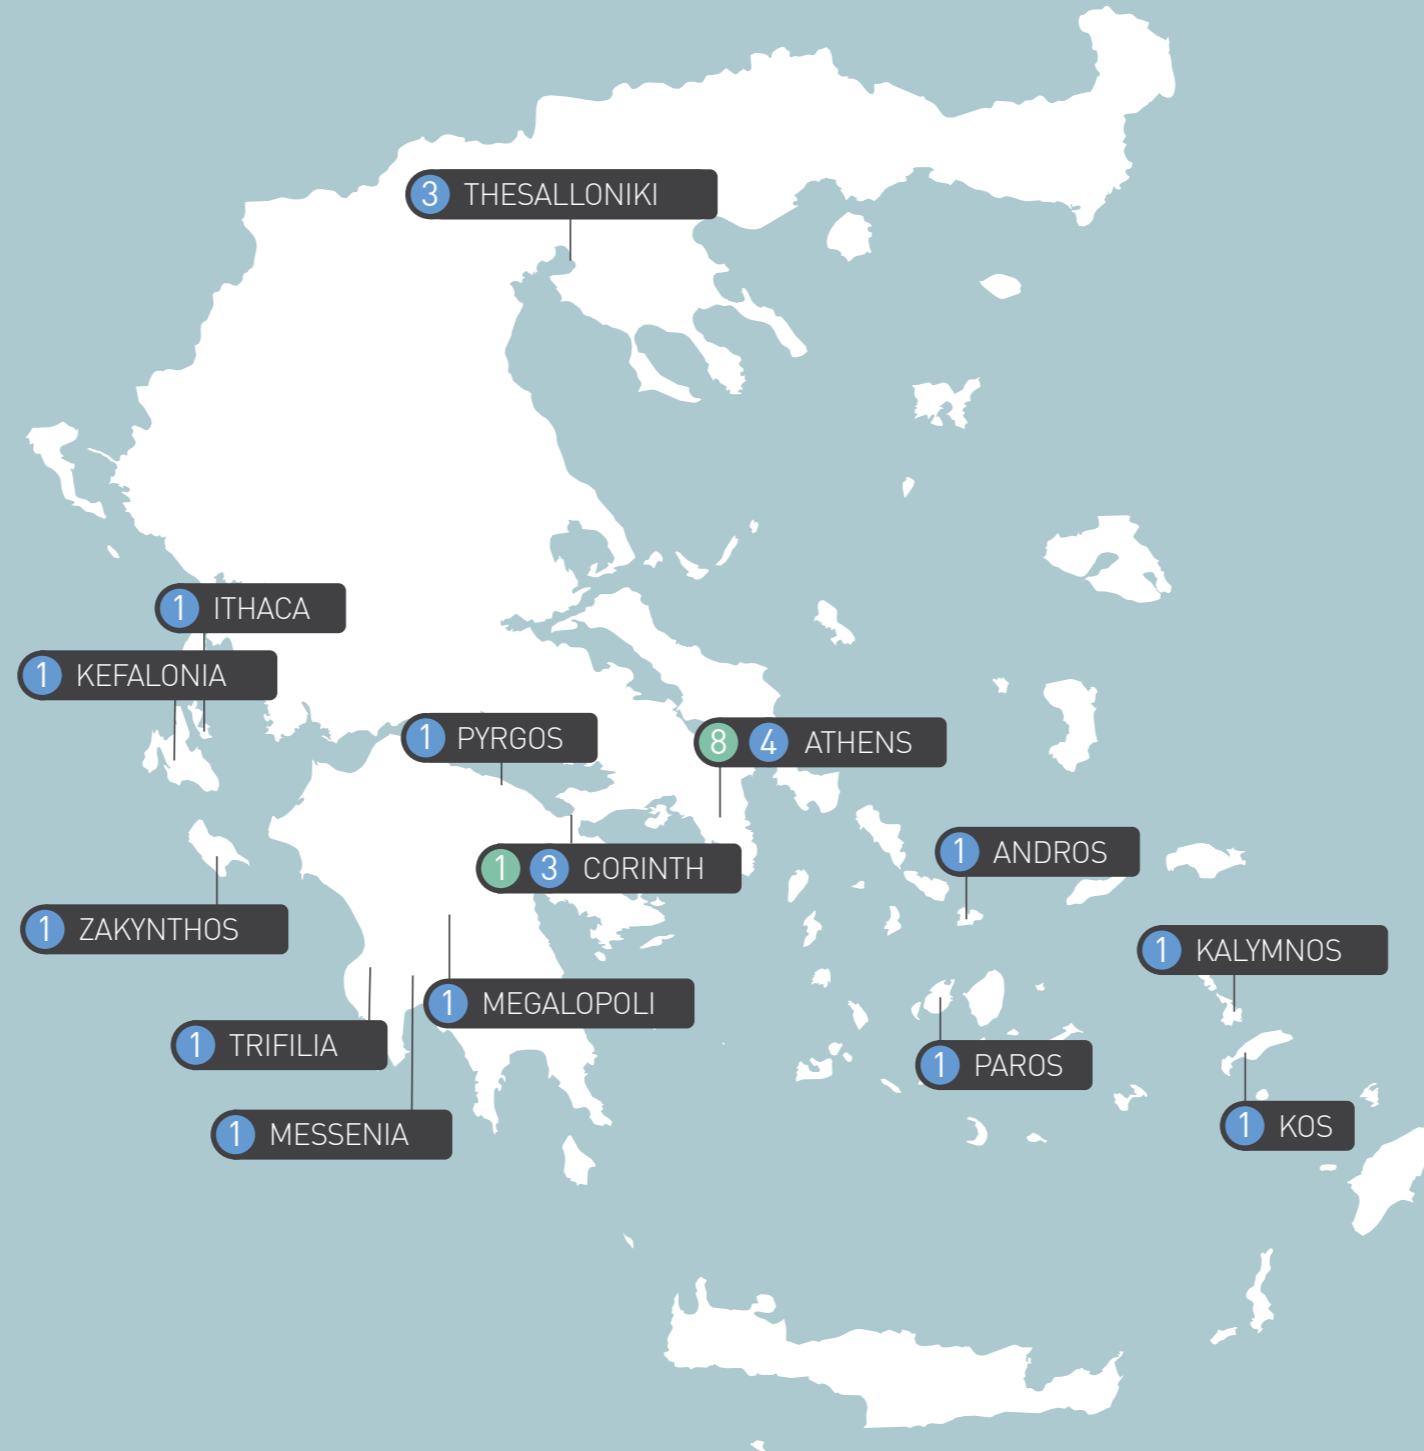 3 THESALLONIKI
1 ITHACA
1 KEFALONIA
1 PYRGOS
8 4 ATHENS
1 ANDROS
1 3 CORINTH
1 ZAKYNTHOS
1 KALYMNOS
1 MEGALOPOLI
1 TRIFILIA
1 PAROS
1 KOS
1 MESSENIA